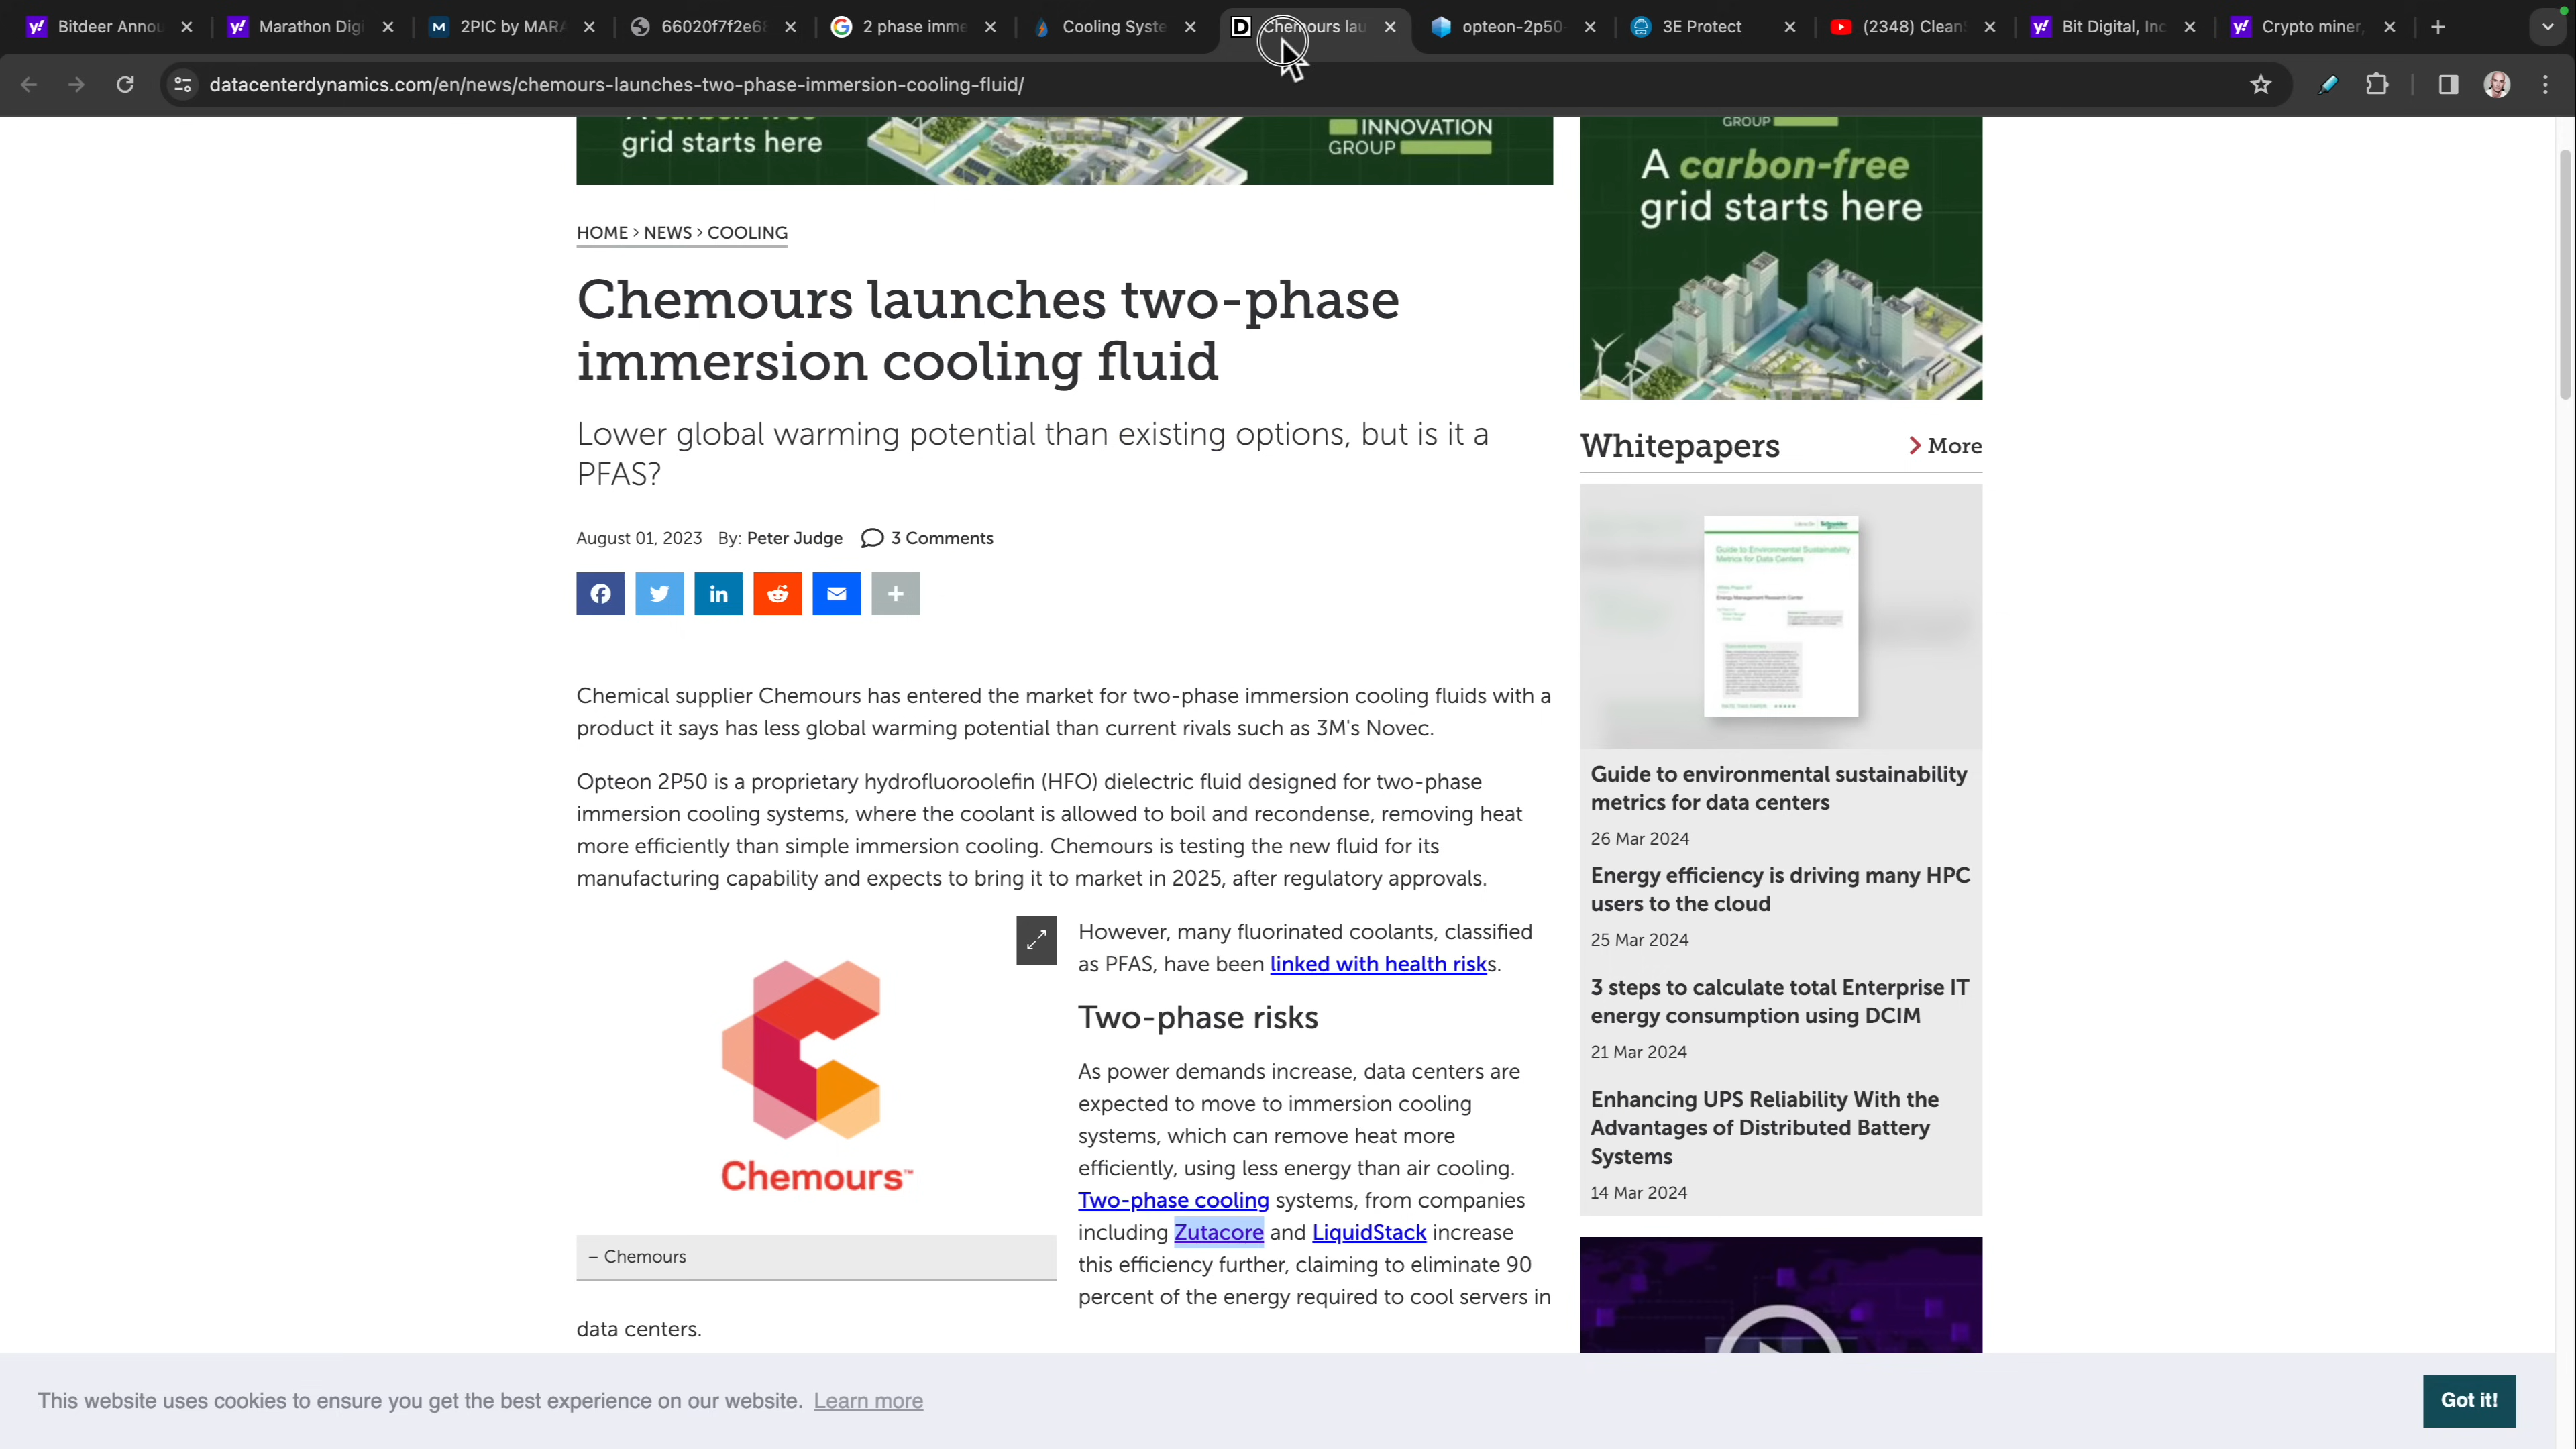 Bitdeer Annou
Marathon Digi
2PIC by MARA
66020f7f2e6
2 phase imme
Cooling Syste
Chemours lau
opteon-2p50
3E Protect
(2348) Clean
Bit Digital, Inc
Crypto miner,
datacenterdynamics.com/en/news/chemours-launches-two-phase-immersion-cooling-fluid/
grid starts here
INNOVATION
GROUP
HOME > NEWS > COOLING
Chemours launches two-phase
immersion cooling fluid
Lower global warming potential than existing options, but is it a
PFAS?
August 01, 2023 By: Peter Judge 3 Comments
Chemical supplier Chemours has entered the market for two-phase immersion cooling fluids with a
product it says has less global warming potential than current rivals such as 3M's Novec.
Opteon 2P50 is a proprietary hydrofluoroolefin (HFO) dielectric fluid designed for two-phase
immersion cooling systems, where the coolant is allowed to boil and recondense, removing heat
more efficiently than simple immersion cooling. Chemours is testing the new fluid for its
manufacturing capability and expects to bring it to market in 2025, after regulatory approvals.
Chemours™
– Chemours
However, many fluorinated coolants, classified
as PFAS, have been linked with health risks.
Two-phase risks
As power demands increase, data centers are
expected to move to immersion cooling
systems, which can remove heat more
efficiently, using less energy than air cooling.
Two-phase cooling systems, from companies
including Zutacore and LiquidStack increase
this efficiency further, claiming to eliminate 90
percent of the energy required to cool servers in
data centers.
GROUP
A carbon-free
grid starts here
Whitepapers
More
Guide to Environmental Sustainability
Metrics for Data Centers
Guide to environmental sustainability
metrics for data centers
26 Mar 2024
Energy efficiency is driving many HPC
users to the cloud
25 Mar 2024
3 steps to calculate total Enterprise IT
energy consumption using DCIM
21 Mar 2024
Enhancing UPS Reliability With the
Advantages of Distributed Battery
Systems
14 Mar 2024
This website uses cookies to ensure you get the best experience on our website. Learn more
Got it!